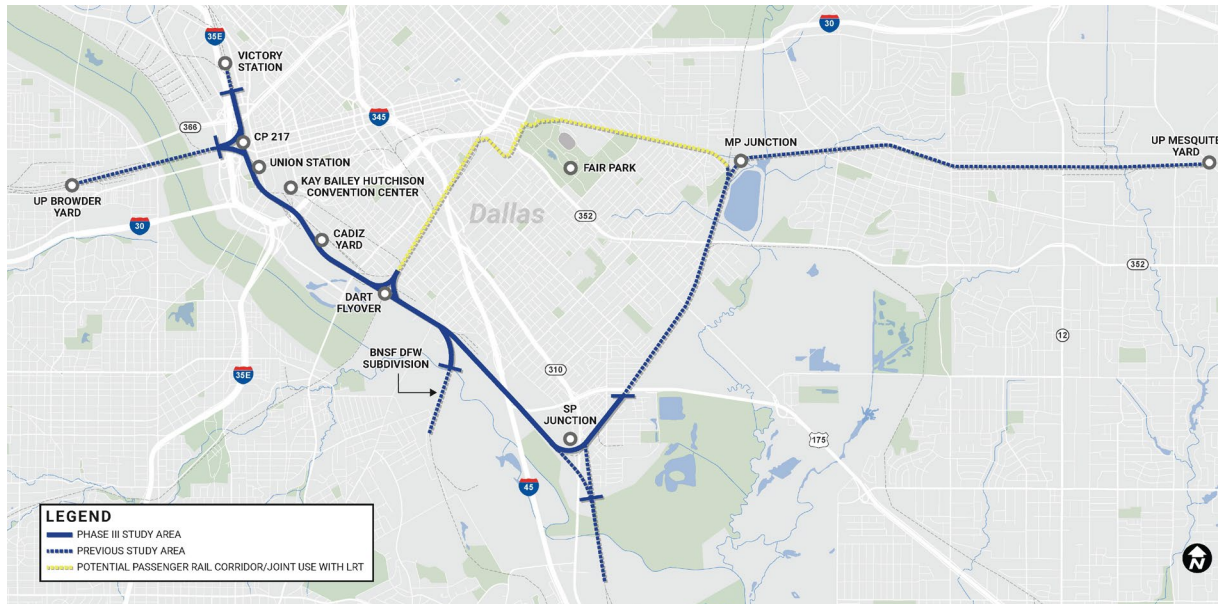 35E
30
VICTORY
STATION
345
366
CP 217
MP JUNCTION
UP MESQUITE
YARD
UNION STATION
FAIR PARK
KAY BAILEY HUTCHISON
CONVENTION CENTER
UP BROWDER
YARD
Dallas
352
30
CADIZ
YARD
352
DART
FLYOVER
12
BNSF DFW
SUBDIVISION
310
35E
SP
JUNCTION
175
45
LEGEND
PHASE III STUDY AREA
PREVIOUS STUDY AREA
POTENTIAL PASSENGER RAIL CORRIDOR/JOINT USE WITH LRT
N